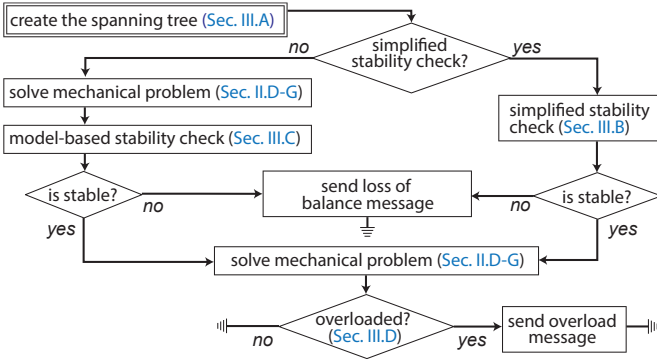 create the spanning tree (Sec. III.A)
simplified
stability check?
no
yes
solve mechanical problem (Sec. II.D-G)
simplified stability
check (Sec. III.B)
model-based stability check (Sec. III.C)
is stable?
no
yes
send loss of
balance message
is stable?
no
yes
solve mechanical problem (Sec. II.D-G)
overloaded?
(Sec. III.D)
no
yes
send overload
message